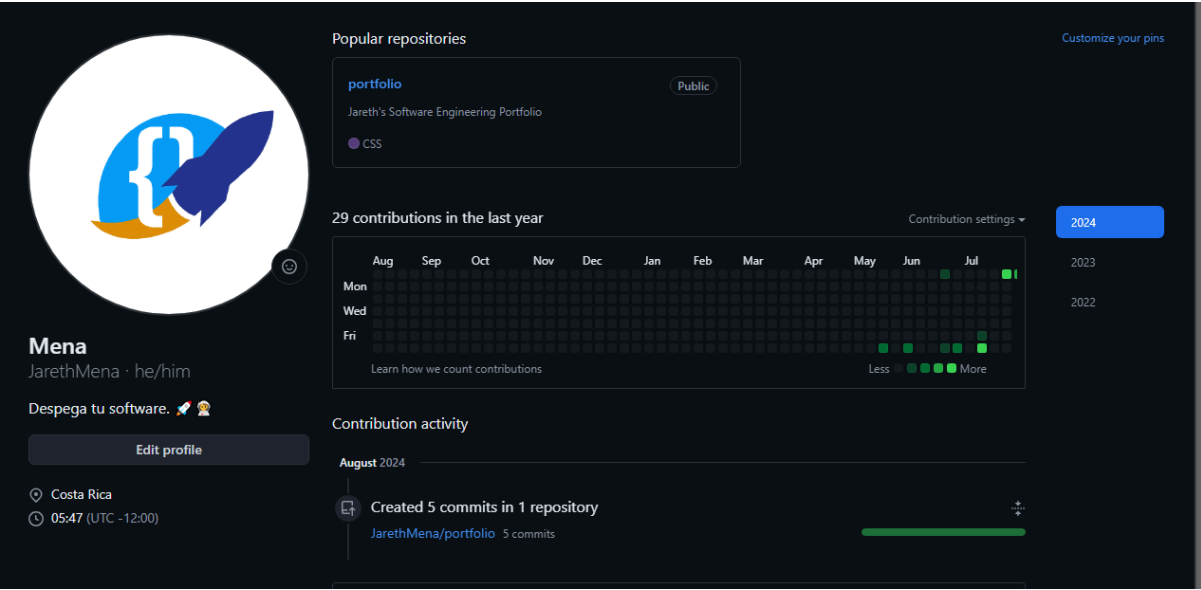 Popular repositories
Customize your pins
portfolio
Public
Jareth's Software Engineering Portfolio
CSS
29 contributions in the last year
Contribution settings
2024
2023
2022
Aug Sep Oct Nov Dec Jan Feb Mar Apr May Jun Jul
Mon
Wed
Fri
Learn how we count contributions
Less
More
Mena
JarethMena · he/him
Despega tu software. 🚀 🧑‍🚀
Edit profile
Costa Rica
05:47 (UTC -12:00)
Contribution activity
August 2024
Created 5 commits in 1 repository
JarethMena/portfolio 5 commits